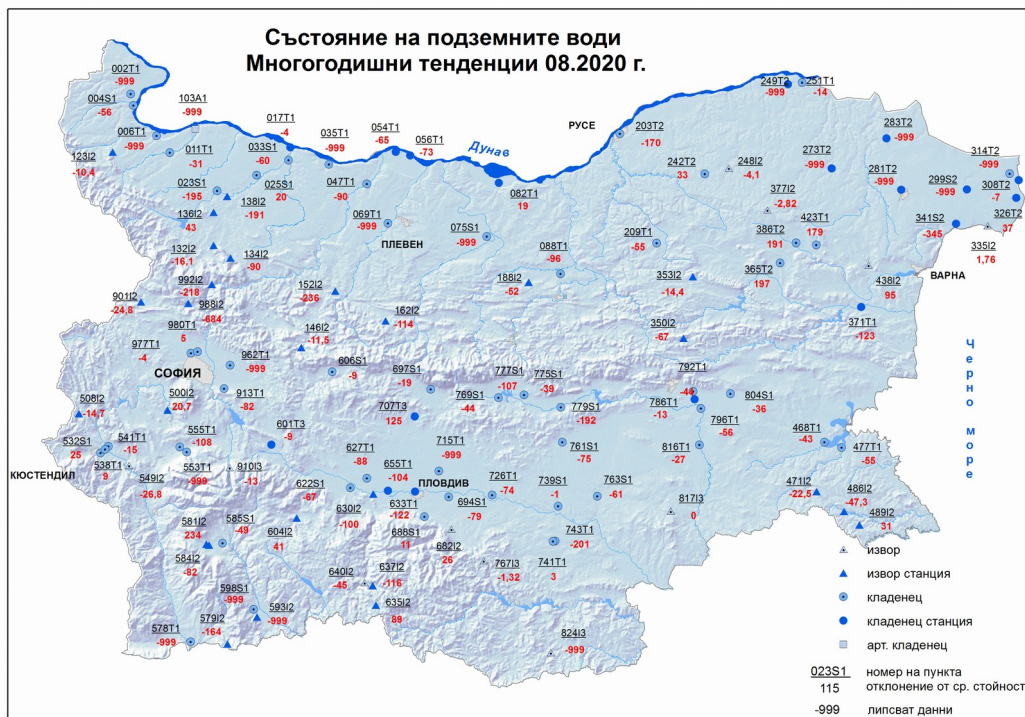 Състояние на подземните води
Многогодишни тенденции 08.2020 г.
002T1
-999
004S1
-56
103A1
-999
006T1
-999
017T1
-4
011T1
-31
033S1
-60
035T1
-999
054T1
-65
056T1
-73
Дунав
РУСЕ
203T2
-170
249T2
-999
251T1
-14
283T2
-999
273T2
-999
281T2
-999
299S2
-999
314T2
-999
308T2
-7
326T2
37
341S2
-345
335I2
1,76
123I2
-10,4
023S1
-195
025S1
20
138I2
-191
136I2
43
047T1
-90
069T1
-999
ПЛЕВЕН
075S1
-999
082T1
19
088T1
-96
209T1
-55
242T2
33
248I2
-4,1
377I2
-2,82
423T1
179
386T2
191
365T2
197
ВАРНА
438I2
95
371T1
-123
132I2
-16,1
134I2
-90
992I2
-218
988I2
-684
901I2
-24,8
152I2
-236
162I2
-114
146I2
-11,5
188I2
-52
353I2
-14,4
350I2
-67
980T1
5
977T1
-4
962T1
-999
СОФИЯ
606S1
-9
697S1
-19
777S1
-107
775S1
-39
769S1
-44
779S1
-192
792T1
-46
786T1
-13
804S1
-36
796T1
-56
508I2
-14,7
500I2
20,7
913T1
-82
707T3
125
532S1
25
541T1
-15
555T1
-108
601T3
-9
КЮСТЕНДИЛ
538T1
9
549I2
-26,8
553T1
-999
910I3
-13
627T1
-88
655T1
-104
715T1
-999
761S1
-75
816T1
-27
468T1
-43
477T1
-55
622S1
-67
630I2
-100
ПЛОВДИВ
633T1
-122
694S1
-79
726T1
-74
739S1
-1
763S1
-61
817I3
0
471I2
-22,5
486I2
-47,3
489I2
31
581I2
234
585S1
-49
604I2
41
584I2
-82
688S1
11
682I2
26
743T1
-201
741T1
3
767I3
-1,32
640I2
-45
637I2
-116
635I2
89
598S1
-999
593I2
-999
579I2
-164
578T1
-999
824I3
-999
Черно море
извор
извор станция
кладенец
кладенец станция
арт. кладенец
023S1 номер на пункта
115 отклонение от ср. стойност
-999 липсват данни